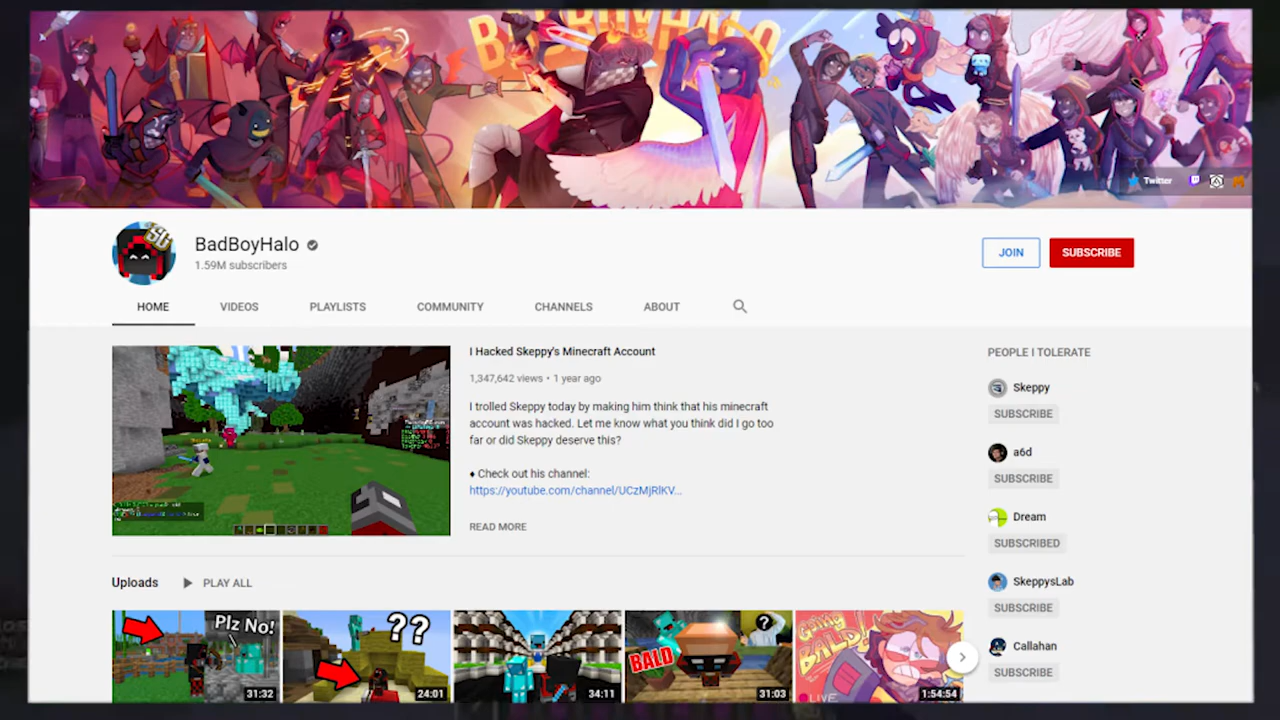 BADBOYHALO
Twitter
SG
BadBoyHalo
1.59M subscribers
JOIN
SUBSCRIBE
HOME
VIDEOS
PLAYLISTS
COMMUNITY
CHANNELS
ABOUT
I Hacked Skeppy's Minecraft Account
1,347,642 views • 1 year ago
I trolled Skeppy today by making him think that his minecraft
account was hacked. Let me know what you think did I go too
far or did Skeppy deserve this?
♦ Check out his channel:
https://youtube.com/channel/UCzMjRlKV...
READ MORE
PEOPLE I TOLERATE
Skeppy
SUBSCRIBE
a6d
SUBSCRIBE
Dream
SUBSCRIBED
SkeppysLab
SUBSCRIBE
Callahan
SUBSCRIBE
Uploads
PLAY ALL
Plz No!
31:32
??
24:01
34:11
?
BALD
31:03
Going
BALD!
LIVE
1:54:54